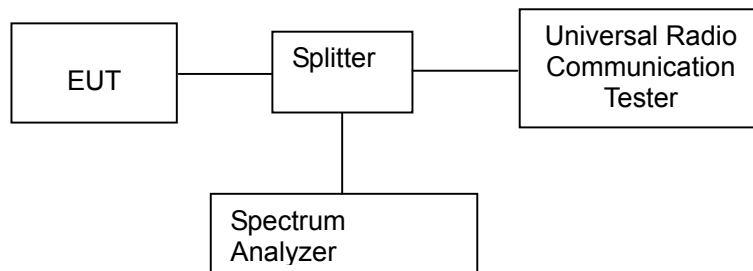 EUT
Splitter
Universal Radio
Communication
Tester
Spectrum
Analyzer